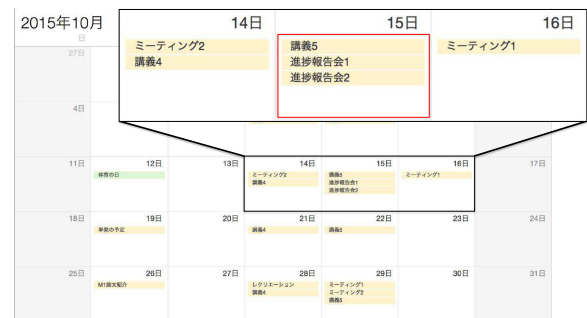 2015年10月
日
14日
15日
16日
ミーティング2
講義4
講義5
進捗報告会1
進捗報告会2
ミーティング1
27日
4日
11日
12日
13日
14日
15日
16日
17日
体育の日
ミーティング2
講義4
講義5
進捗報告会1
進捗報告会2
ミーティング1
18日
19日
20日
21日
22日
23日
24日
単発の予定
講義4
講義5
25日
26日
27日
28日
29日
30日
31日
M1論文紹介
レクリエーション
講義4
ミーティング1
ミーティング2
講義5